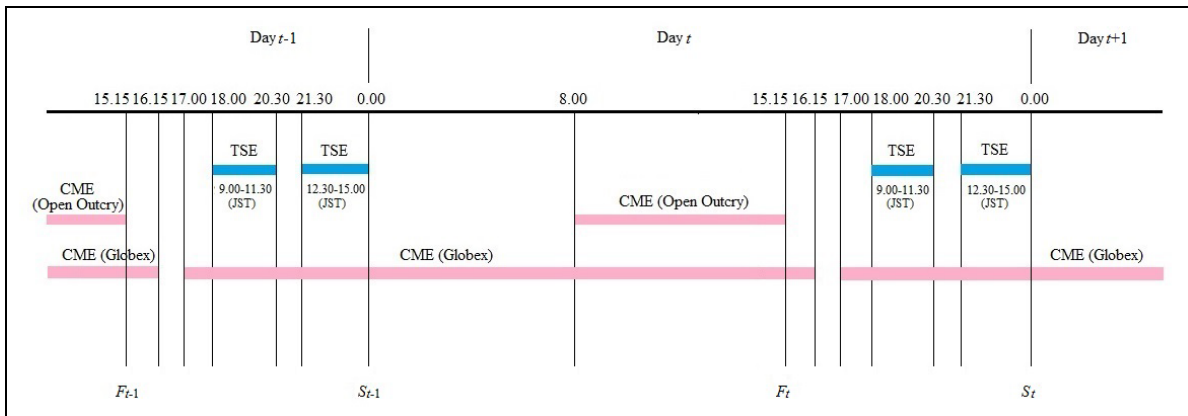 Day t-1 Day t Day t+1
15.15 16.15 17.00 18.00 20.30 21.30 0.00 8.00 15.15 16.15 17.00 18.00 20.30 21.30 0.00
TSE TSE TSE TSE
CME
(Open Outcry)
9.00-11.30
(JST)
12.30-15.00
(JST)
CME (Open Outcry)
9.00-11.30
(JST)
12.30-15.00
(JST)
CME (Globex) CME (Globex) CME (Globex)
Ft-1 St-1 Ft St